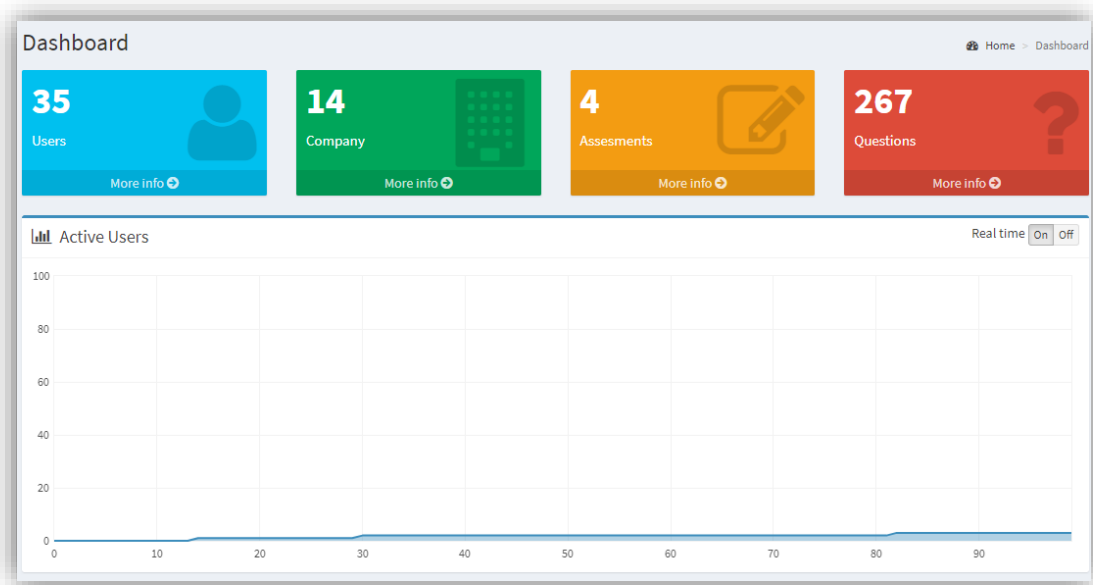 Dashboard
Home > Dashboard
35
Users
More info
14
Company
More info
4
Assesments
More info
267
Questions
More info
Active Users
Real time On Off
100
80
60
40
20
0
0 10 20 30 40 50 60 70 80 90